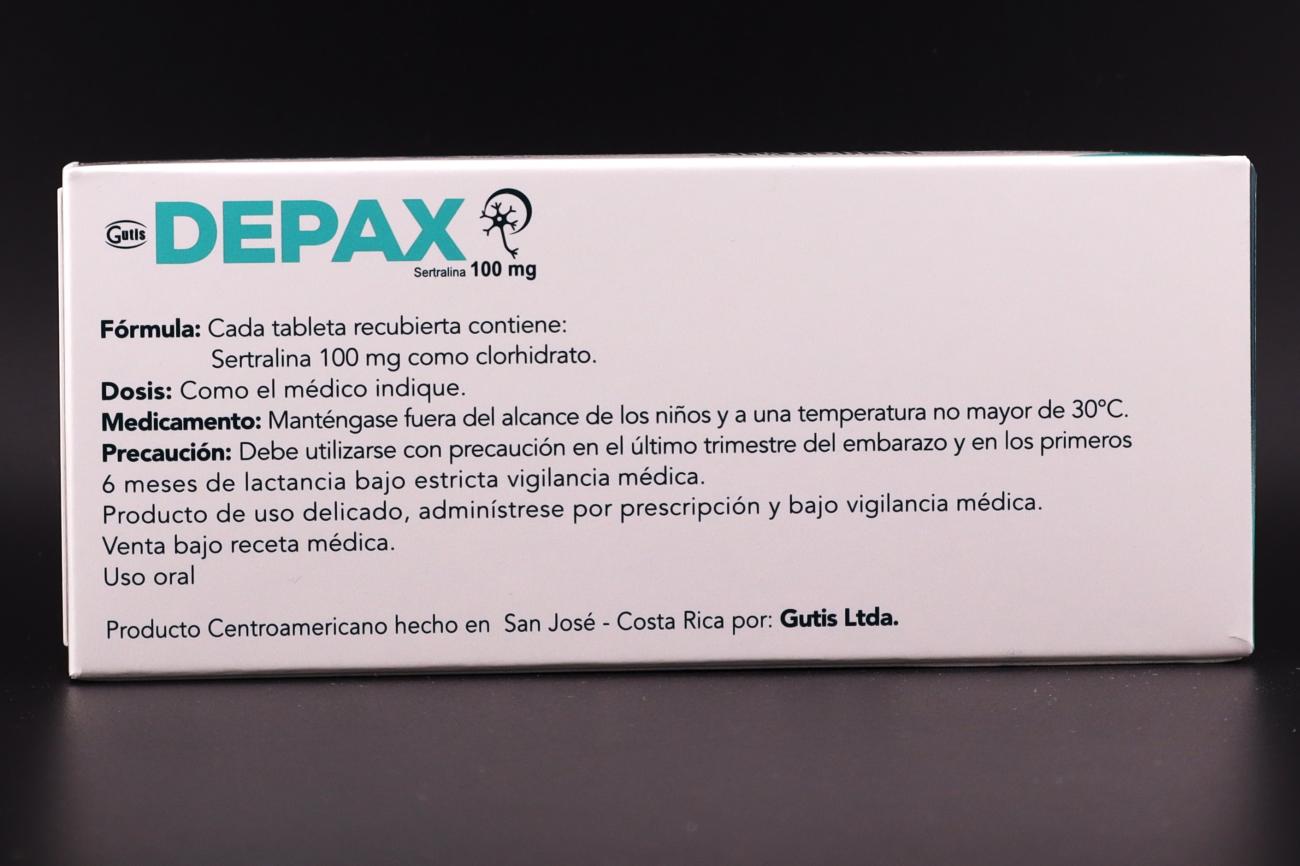 Gutis DEPAX
Sertralina 100 mg
Fórmula: Cada tableta recubierta contiene:
Sertralina 100 mg como clorhidrato.
Dosis: Como el médico indique.
Medicamento: Manténgase fuera del alcance de los niños y a una temperatura no mayor de 30°C.
Precaución: Debe utilizarse con precaución en el último trimestre del embarazo y en los primeros
6 meses de lactancia bajo estricta vigilancia médica.
Producto de uso delicado, adminístrese por prescripción y bajo vigilancia médica.
Venta bajo receta médica.
Uso oral
Producto Centroamericano hecho en San José - Costa Rica por: Gutis Ltda.